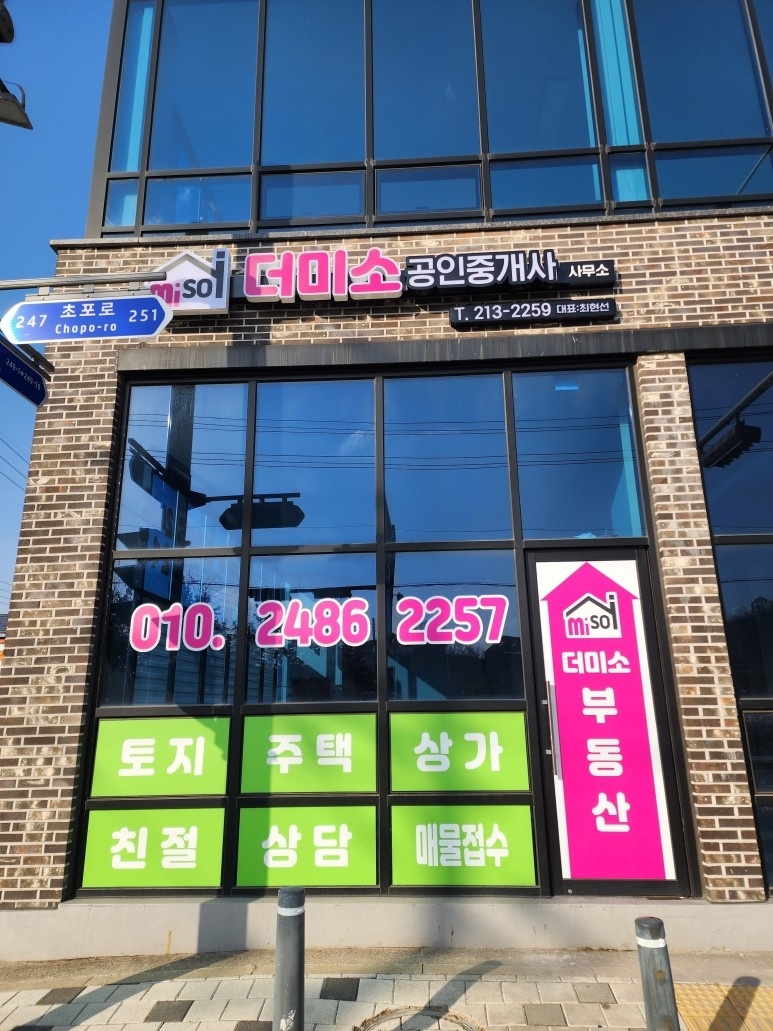 miso 더미소 공인중개사 사무소
T. 213-2259 대표:최현선
초포로
247 Chopo-ro 251
010. 2486 2257
miso
더미소
부동산
토지 주택 상가
친절 상담 매물접수